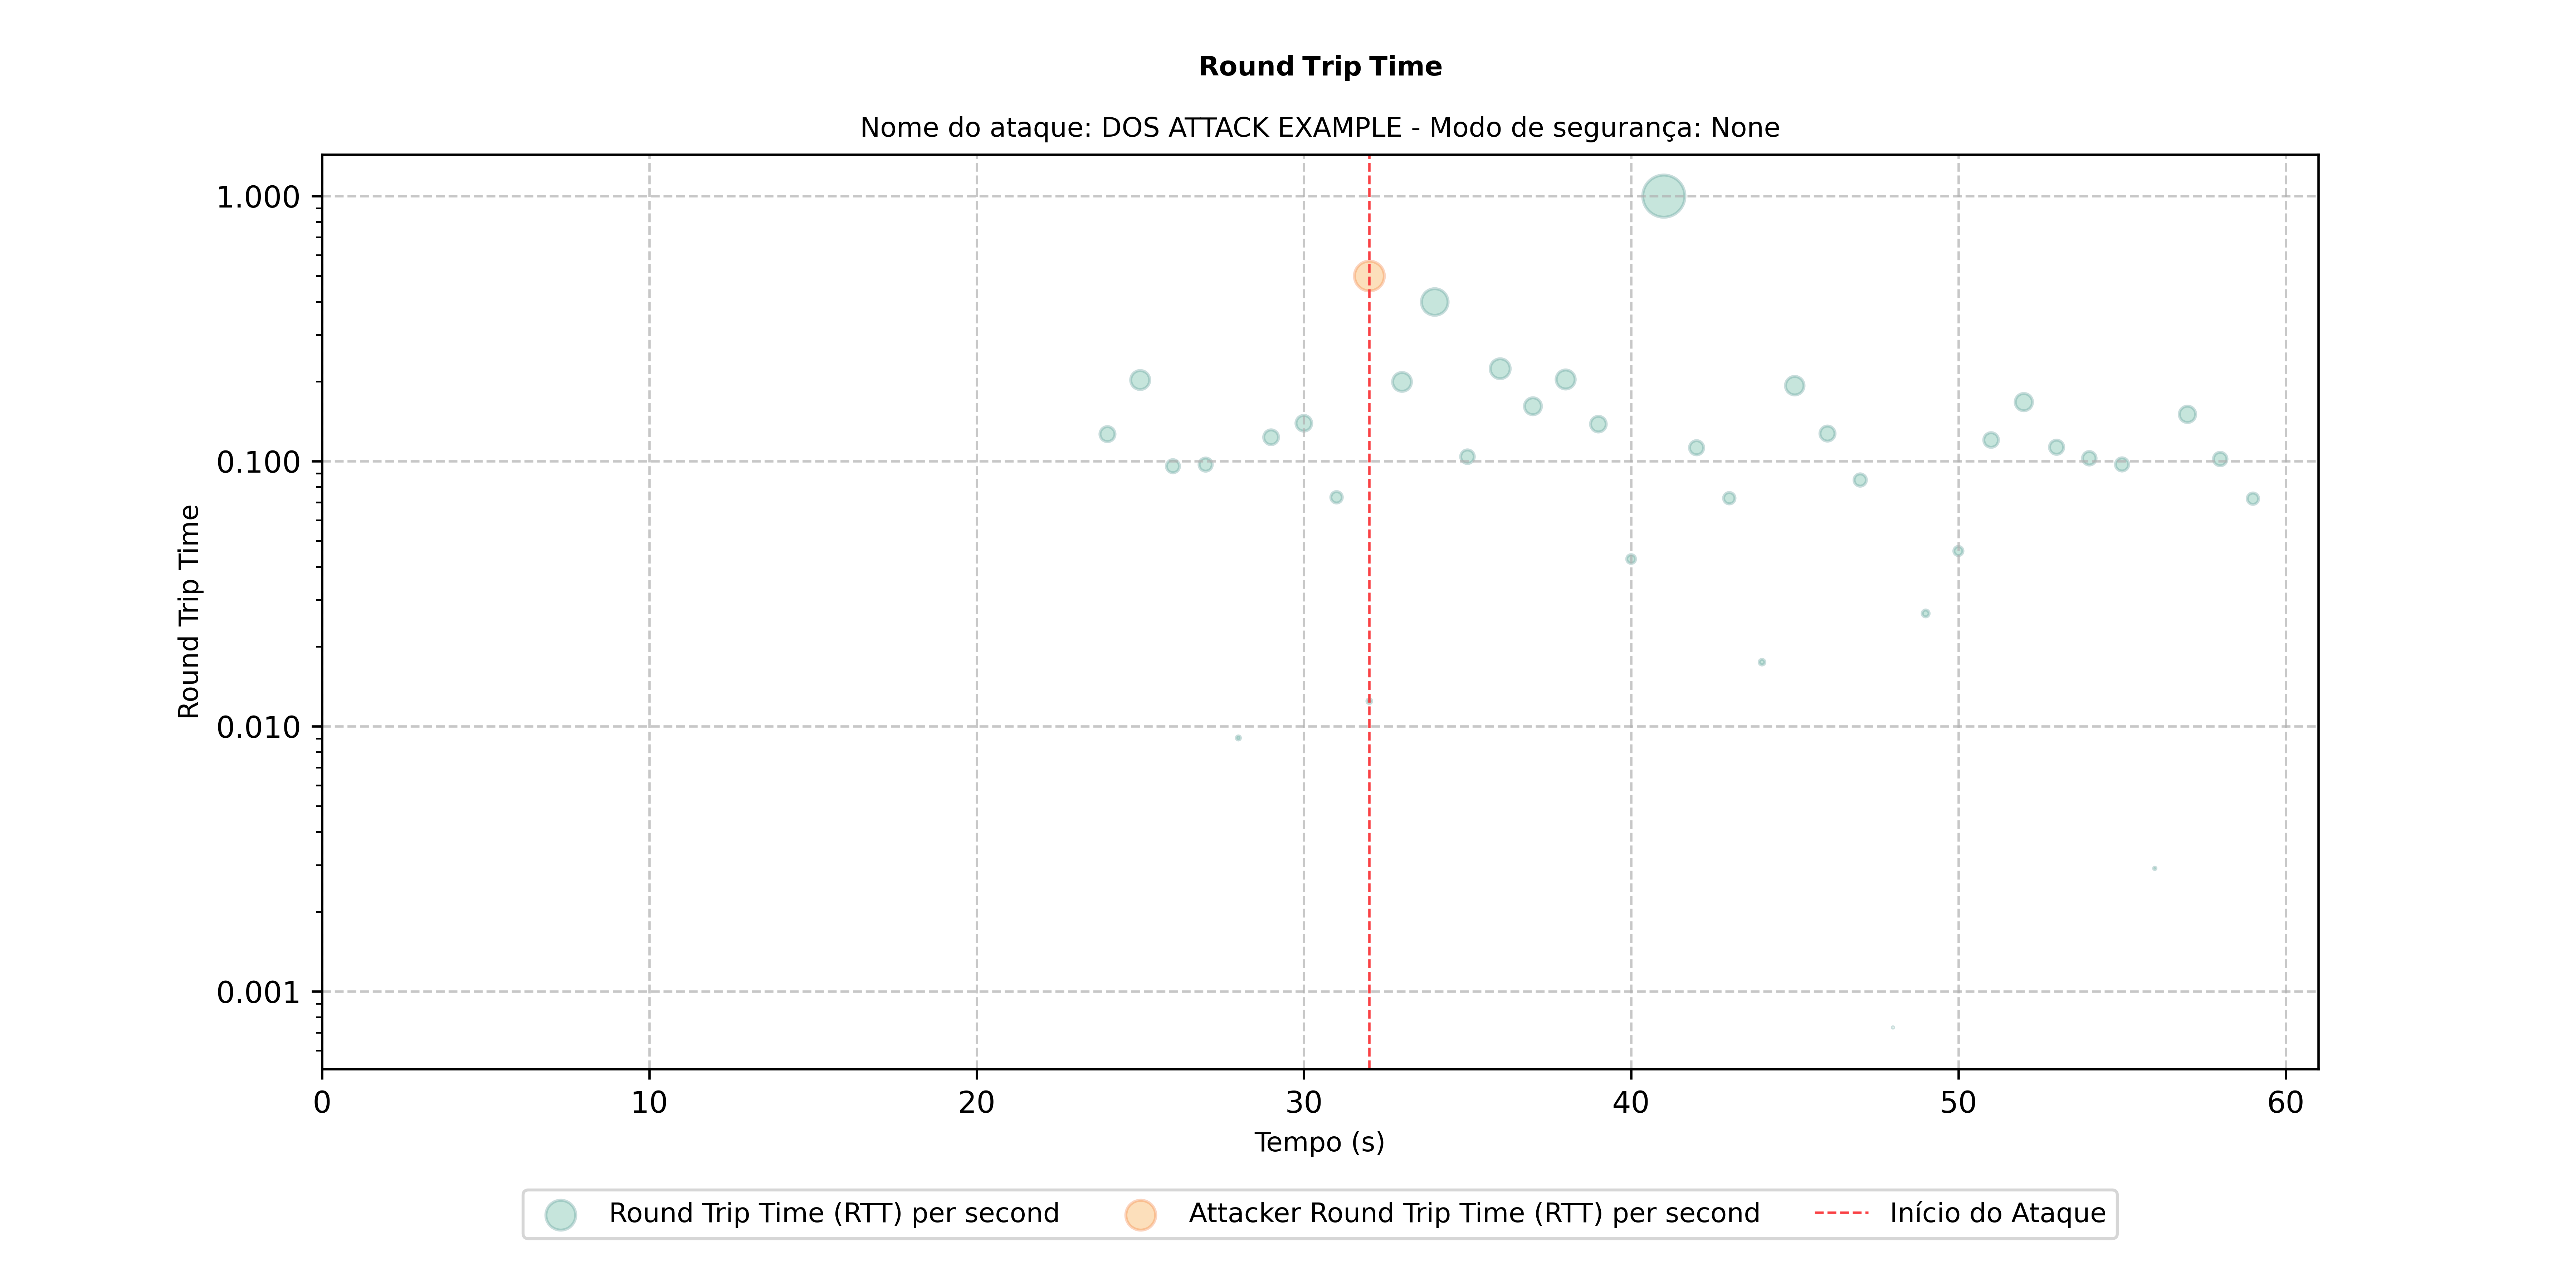 Round Trip Time
Nome do ataque: DOS ATTACK EXAMPLE - Modo de segurança: None
1.000
0.100
0.010
0.001
Round Trip Time
0 10 20 30 40 50 60
Tempo (s)
Round Trip Time (RTT) per second Attacker Round Trip Time (RTT) per second Início do Ataque